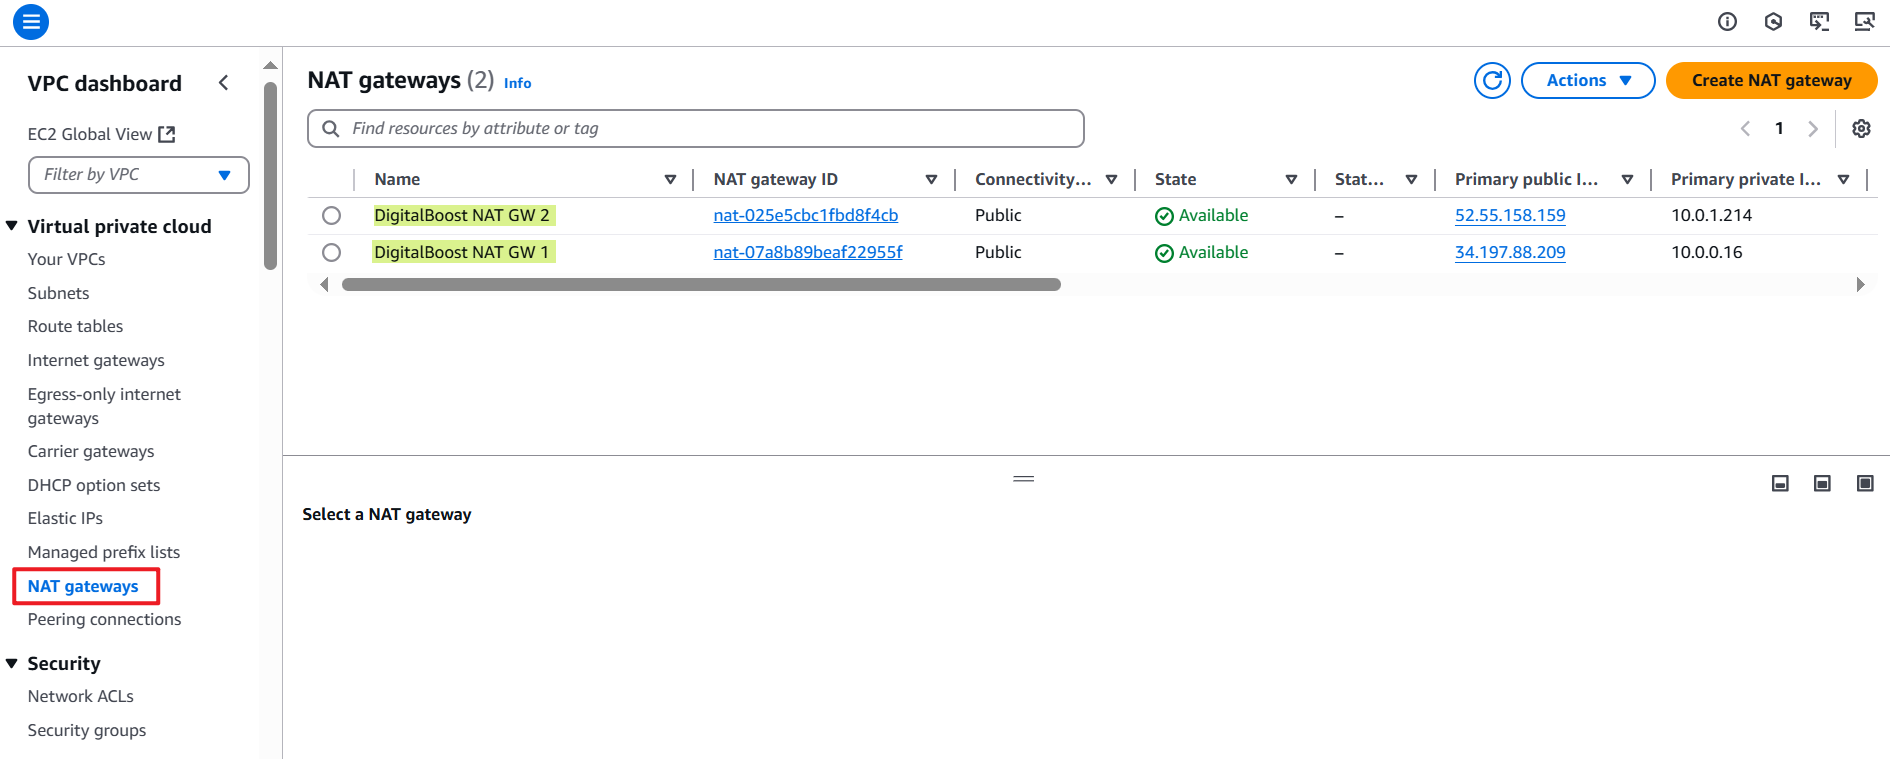 VPC dashboard
EC2 Global View
Filter by VPC
Virtual private cloud
Your VPCs
Subnets
Route tables
Internet gateways
Egress-only internet
gateways
Carrier gateways
DHCP option sets
Elastic IPs
Managed prefix lists
NAT gateways
Peering connections
Security
Network ACLs
Security groups
NAT gateways (2) Info
Actions
Create NAT gateway
Find resources by attribute or tag
1
Name NAT gateway ID Connectivity... State Stat... Primary public I... Primary private I...
DigitalBoost NAT GW 2 nat-025e5cbc1fbd8f4cb Public Available – 52.55.158.159 10.0.1.214
DigitalBoost NAT GW 1 nat-07a8b89beaf22955f Public Available – 34.197.88.209 10.0.0.16
Select a NAT gateway